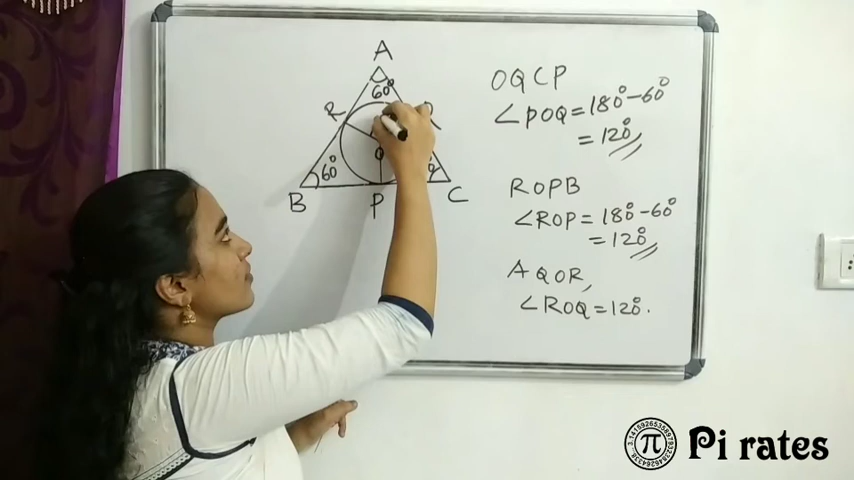 A
60°
R
O
60°
B
P
C
OQCP
∠POQ = 180° - 60°
= 120°
ROPB
∠ROP = 180° - 60°
= 120°
AQOR,
∠ROQ = 120°.
π
Pi rates